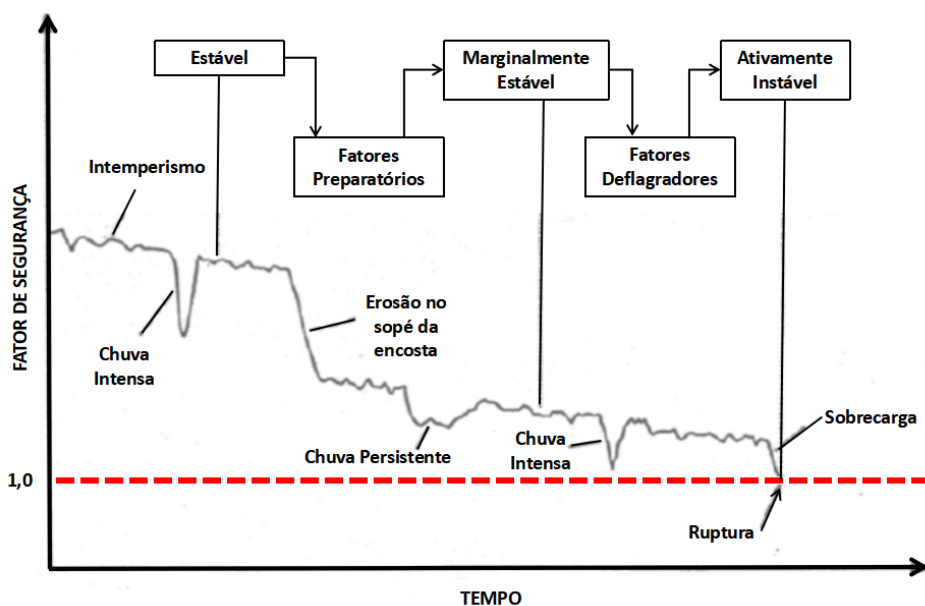 Estável
Marginalmente
Estável
Ativamente
Instável
Fatores
Preparatórios
Fatores
Deflagradores
Intemperismo
Chuva
Intensa
Erosão no
sopé da
encosta
Chuva Persistente
Chuva
Intensa
Sobrecarga
Ruptura
1,0
FATOR DE SEGURANÇA
TEMPO